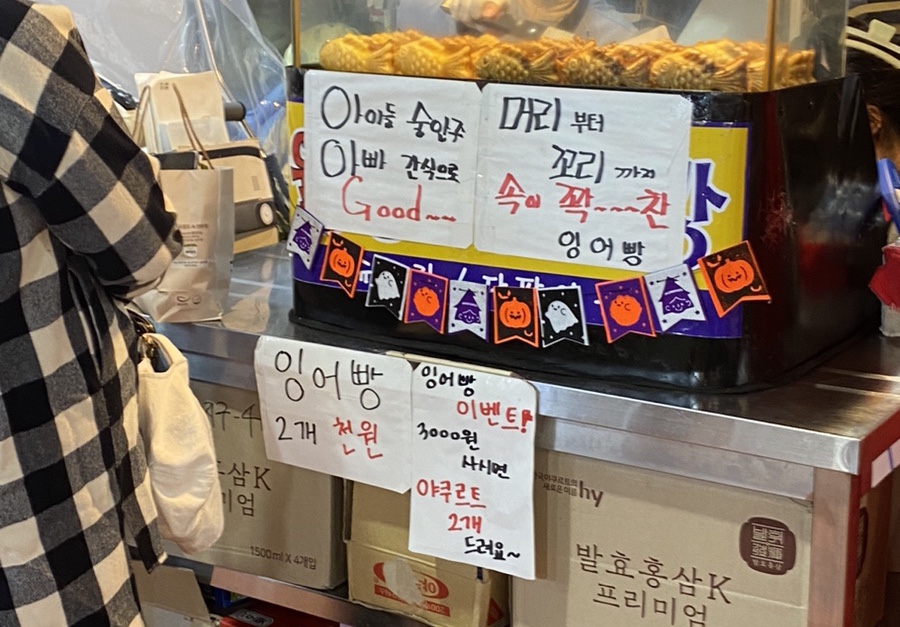 아이들 술안주
아빠 간식으로
Good~~
머리 부터
꼬리 까지
속이 꽉~~~찬
잉어빵
잉어빵
2개 천원
잉어빵
이벤트!
3000원
사시면
야쿠르트
2개
드려요~
삼K
미엄
1500ml X 4개입
hy
발효홍삼K
프리미엄
발효홍삼